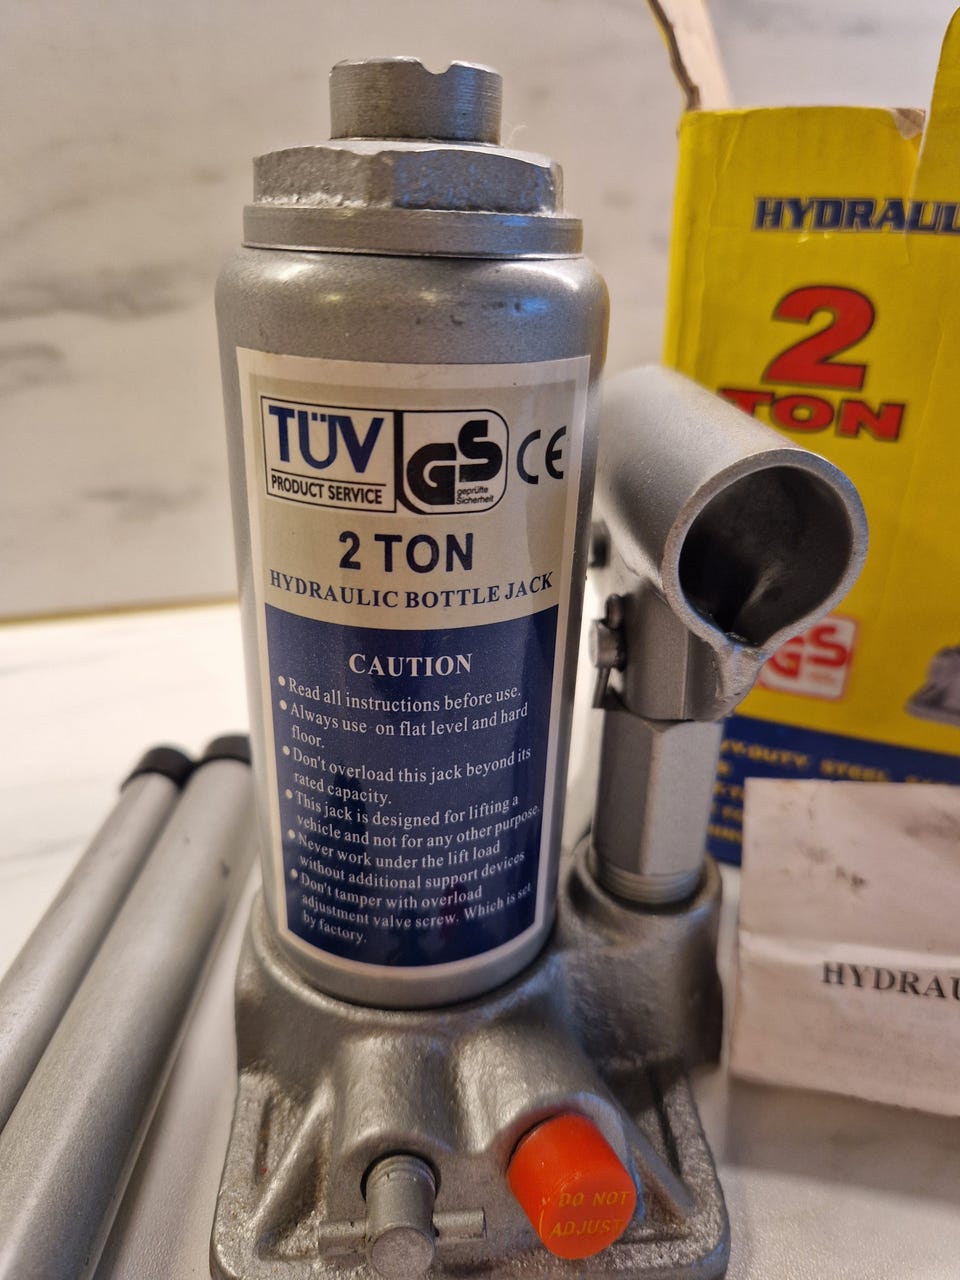 TÜV
PRODUCT SERVICE
GS
geprüfte
Sicherheit
CE
2 TON
HYDRAULIC BOTTLE JACK
CAUTION
•Read all instructions before use.
•Always use on flat level and hard
floor.
•Don't overload this jack beyond its
rated capacity.
•This jack is designed for lifting a
vehicle and not for any other purpose.
•Never work under the lift load
without additional support devices
•Don't tamper with overload
adjustment valve screw. Which is set
by factory.
DO NOT
ADJUST
HYDRAUL
2
TON
GS
VY-DUTY STEEL
HYDRAU